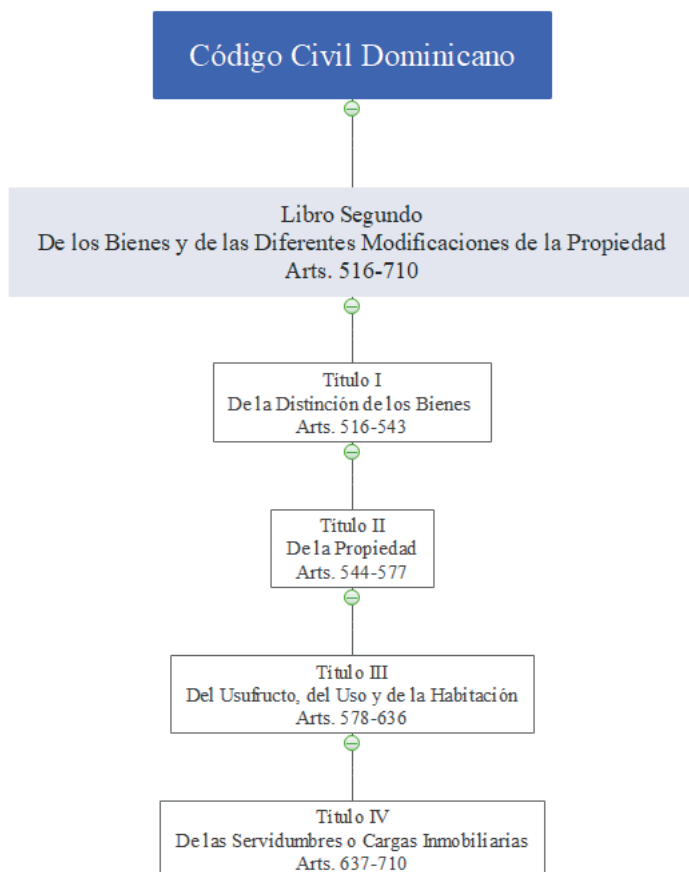 Código Civil Dominicano
Libro Segundo
De los Bienes y de las Diferentes Modificaciones de la Propiedad
Arts. 516-710
Título I
De la Distinción de los Bienes
Arts. 516-543
Título II
De la Propiedad
Arts. 544-577
Título III
Del Usufructo, del Uso y de la Habitación
Arts. 578-636
Título IV
De las Servidumbres o Cargas Inmobiliarias
Arts. 637-710